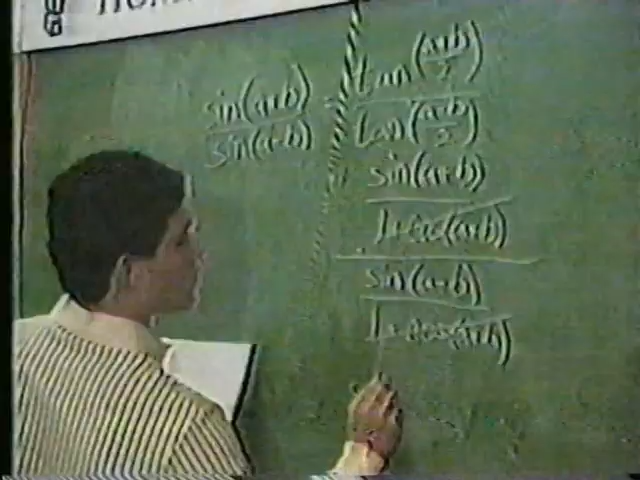 sin(a+b) / sin(a-b) = tan((a+b)/2) / tan((a-b)/2)
sin(a+b)
1+cos(a+b)
sin(a-b)
1+cos(a-b)